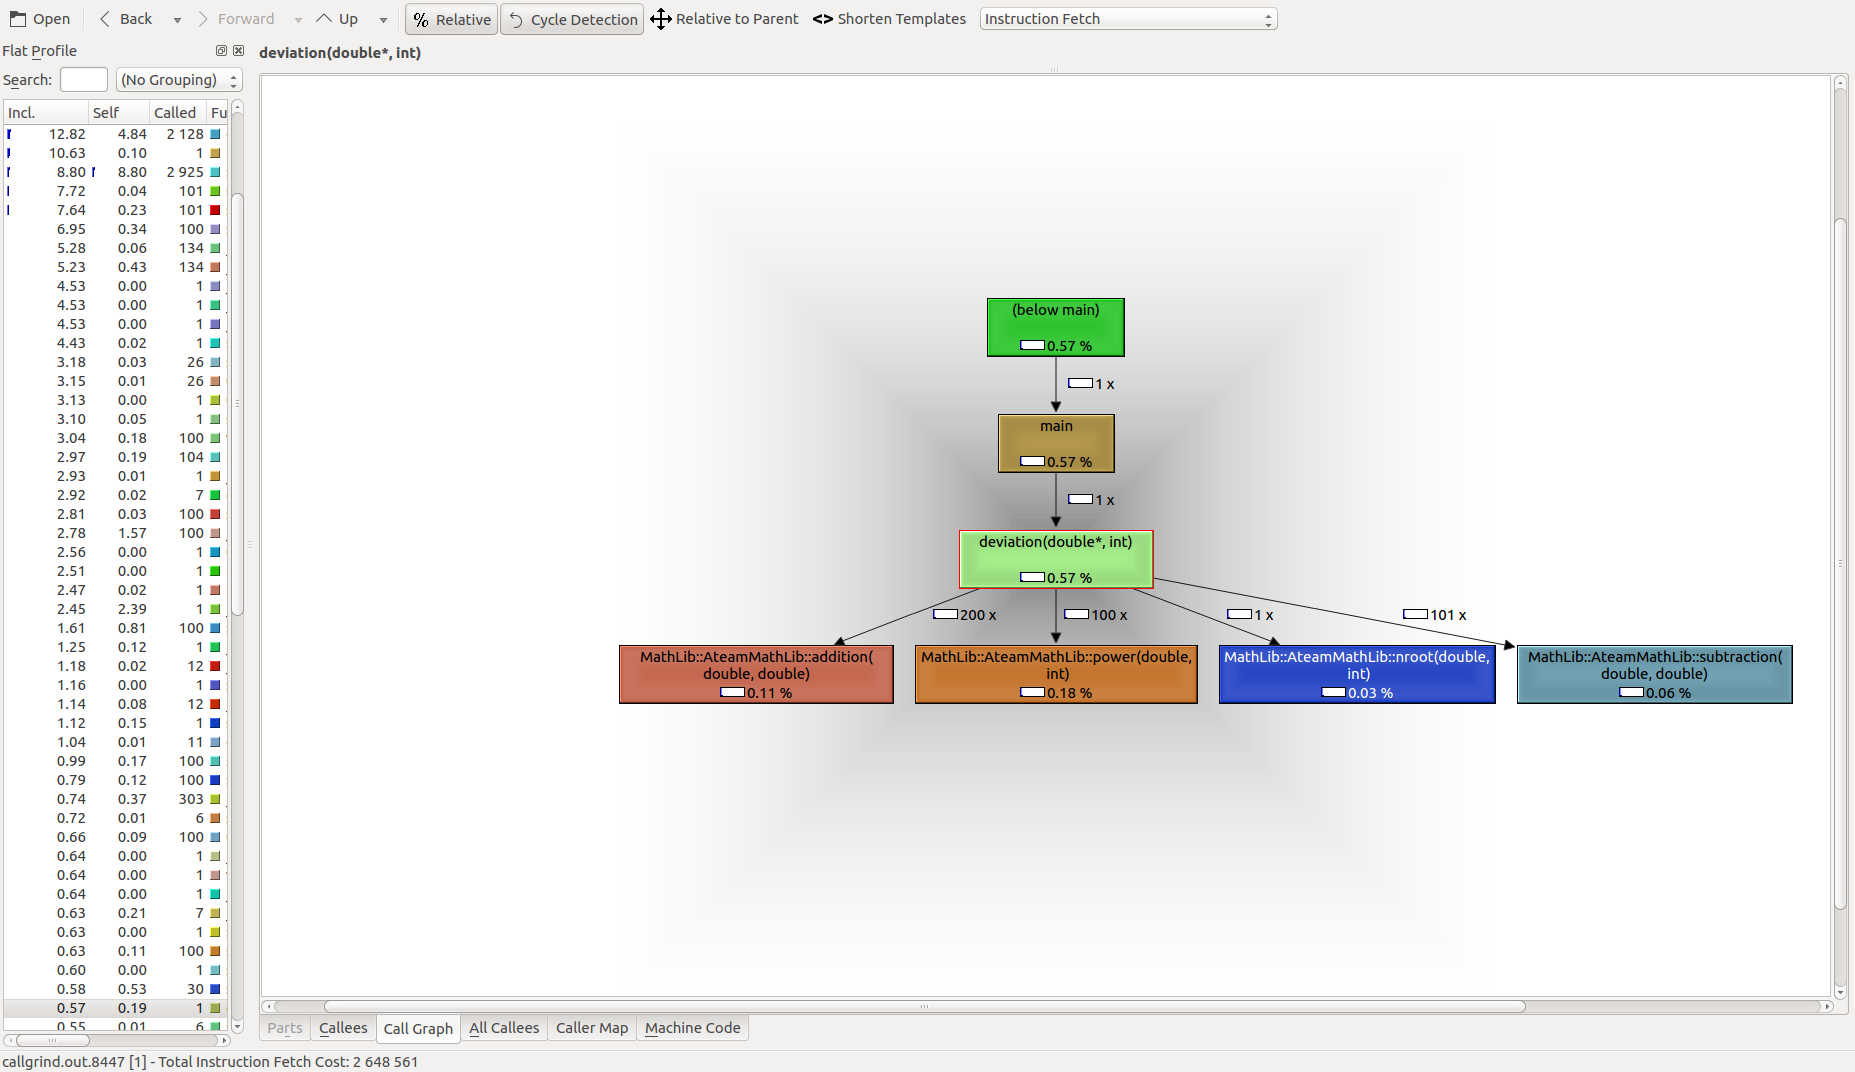 Open Back Forward Up % Relative Cycle Detection Relative to Parent <> Shorten Templates Instruction Fetch
Flat Profile
Search: (No Grouping)
Incl. Self Called Fu
12.82 4.84 2 128
10.63 0.10 1
8.80 8.80 2 925
7.72 0.04 101
7.64 0.23 101
6.95 0.34 100
5.28 0.06 134
5.23 0.43 134
4.53 0.00 1
4.53 0.00 1
4.53 0.00 1
4.43 0.02 1
3.18 0.03 26
3.15 0.01 26
3.13 0.00 1
3.10 0.05 1
3.04 0.18 100
2.97 0.19 104
2.93 0.01 1
2.92 0.02 7
2.81 0.03 100
2.78 1.57 100
2.56 0.00 1
2.51 0.00 1
2.47 0.02 1
2.45 2.39 1
1.61 0.81 100
1.25 0.12 1
1.18 0.02 12
1.16 0.00 1
1.14 0.08 12
1.12 0.15 1
1.04 0.01 11
0.99 0.17 100
0.79 0.12 100
0.74 0.37 303
0.72 0.01 6
0.66 0.09 100
0.64 0.00 1
0.64 0.00 1
0.64 0.00 1
0.63 0.21 7
0.63 0.00 1
0.63 0.11 100
0.60 0.00 1
0.58 0.53 30
0.57 0.19 1
0.55 0.01 6
deviation(double*, int)
(below main)
0.57 %
1 x
main
0.57 %
1 x
deviation(double*, int)
0.57 %
200 x 100 x 1 x 101 x
MathLib::AteamMathLib::addition(
double, double)
0.11 %
MathLib::AteamMathLib::power(double,
int)
0.18 %
MathLib::AteamMathLib::nroot(double,
int)
0.03 %
MathLib::AteamMathLib::subtraction(
double, double)
0.06 %
Parts Callees Call Graph All Callees Caller Map Machine Code
callgrind.out.8447 [1] - Total Instruction Fetch Cost: 2 648 561